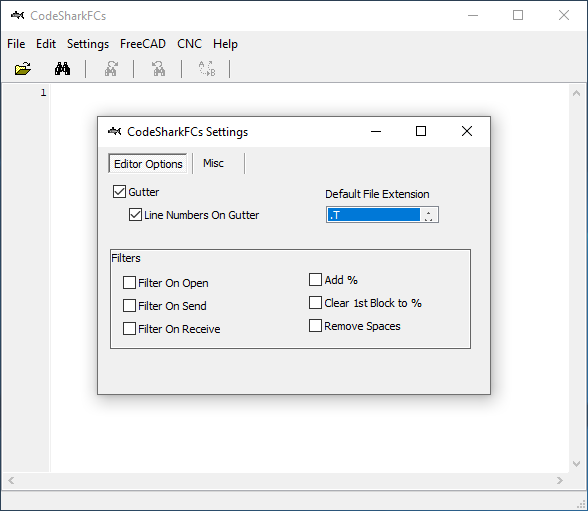 CodeSharkFCs
File Edit Settings FreeCAD CNC Help
A B
1
CodeSharkFCs Settings
Editor Options Misc
Gutter
Line Numbers On Gutter
Default File Extension
.T
Filters
Filter On Open
Filter On Send
Filter On Receive
Add %
Clear 1st Block to %
Remove Spaces